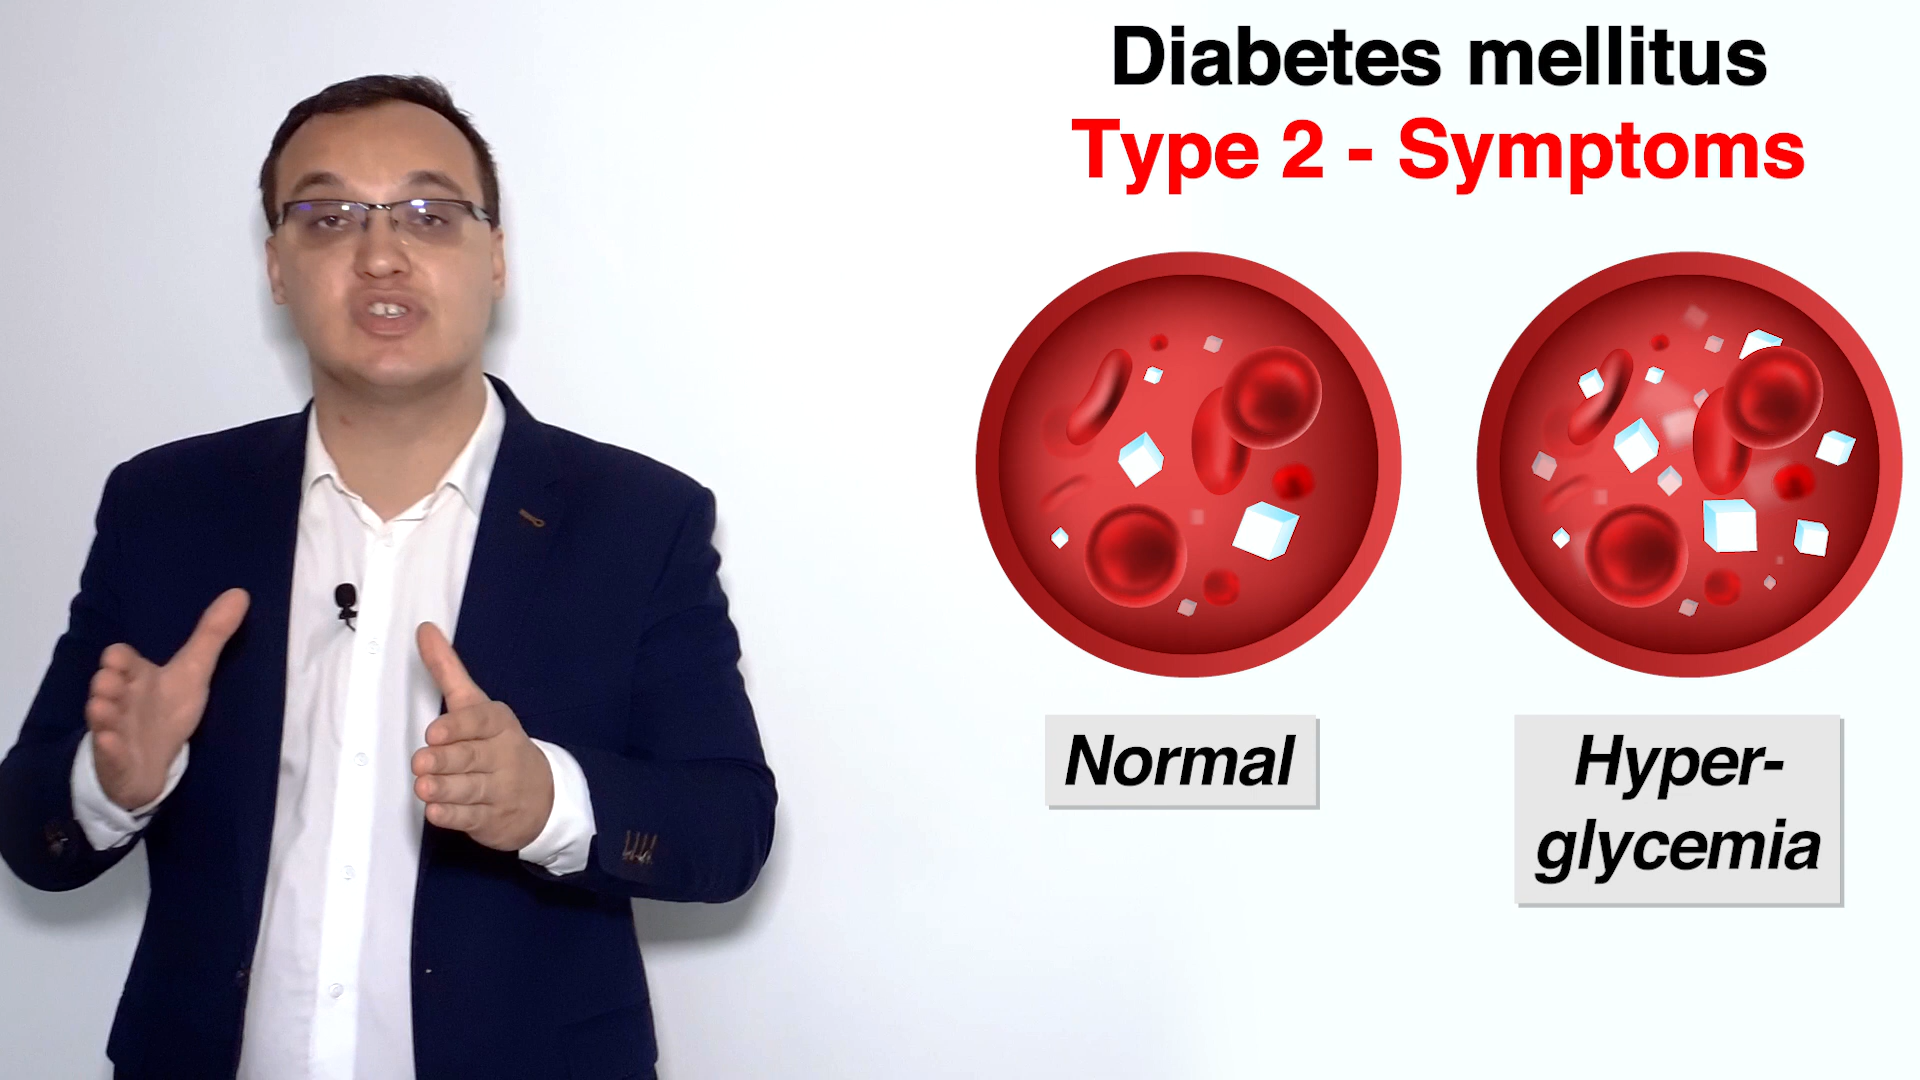 Diabetes mellitus
Type 2 - Symptoms
Normal
Hyper-
glycemia